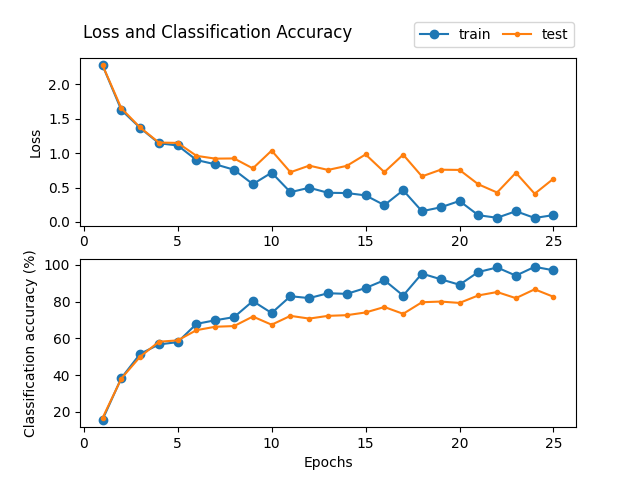 Loss and Classification Accuracy
train test
Loss
2.0
1.5
1.0
0.5
0.0
0 5 10 15 20 25
Classification accuracy (%)
100
80
60
40
20
0 5 10 15 20 25
Epochs